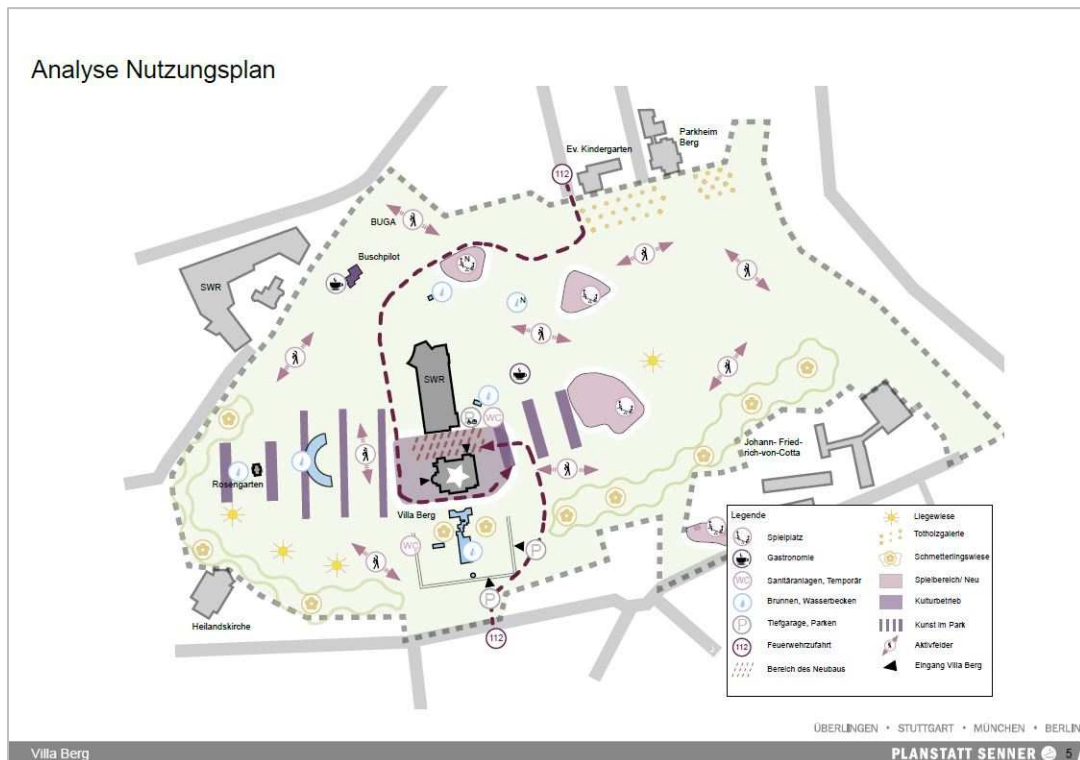 Analyse Nutzungsplan
Ev. Kindergarten
Parkheim
Berg
112
BUGA
Buschpilot
SWR
N
N
SWR
P
WC
Rosengarten
Villa Berg
WC
P
P
112
Heilandskirche
Johann- Fried-
rich-von-Cotta
Legende
Spielplatz
Gastronomie
WC Sanitäranlagen, Temporär
Brunnen, Wasserbecken
P Tiefgarage, Parken
112 Feuerwehrzufahrt
Bereich des Neubaus
Liegewiese
Totholzgalerie
Schmetterlingswiese
Spielbereich/ Neu
Kulturbetrieb
Kunst im Park
Aktivfelder
Eingang Villa Berg
ÜBERLINGEN • STUTTGART • MÜNCHEN • BERLIN
Villa Berg
PLANSTATT SENNER 5